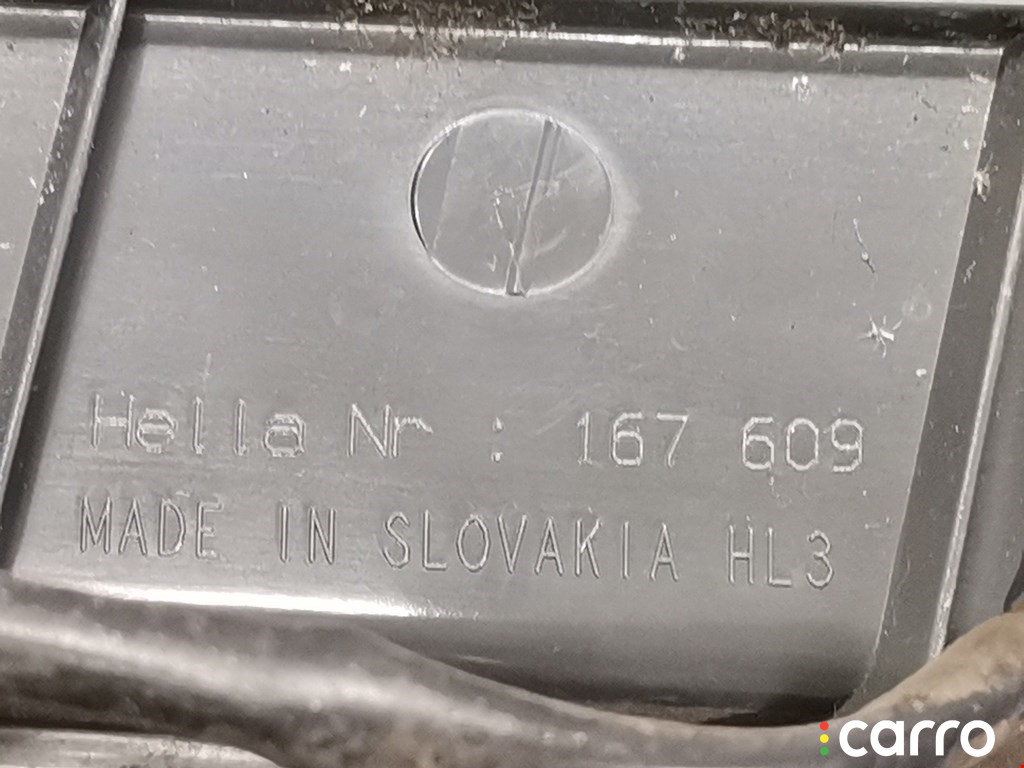 Hella Nr : 167 609
MADE IN SLOVAKIA HL3
carro